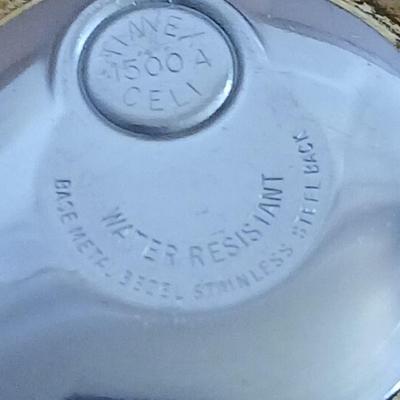 TIMEX
1500 A
CELL
WATER RESISTANT
BASE METAL BEZEL STAINLESS STEEL BACK